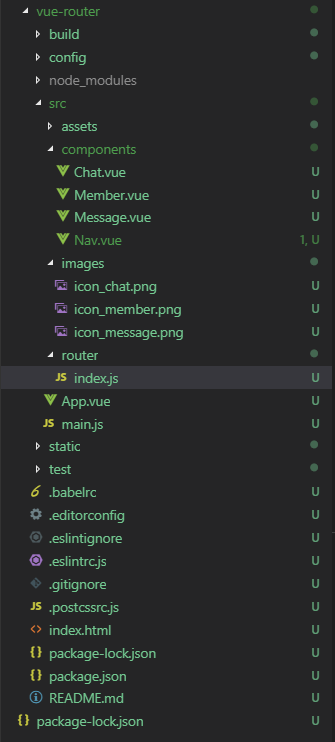 vue-router
build
config
node_modules
src
assets
components
Chat.vue U
Member.vue U
Message.vue U
Nav.vue 1, U
images
icon_chat.png U
icon_member.png U
icon_message.png U
router
JS index.js U
App.vue U
JS main.js U
static
test
.babelrc U
.editorconfig U
.eslintignore U
.eslintrc.js U
.gitignore U
JS .postcssrc.js U
index.html U
package-lock.json U
package.json U
README.md U
package-lock.json U